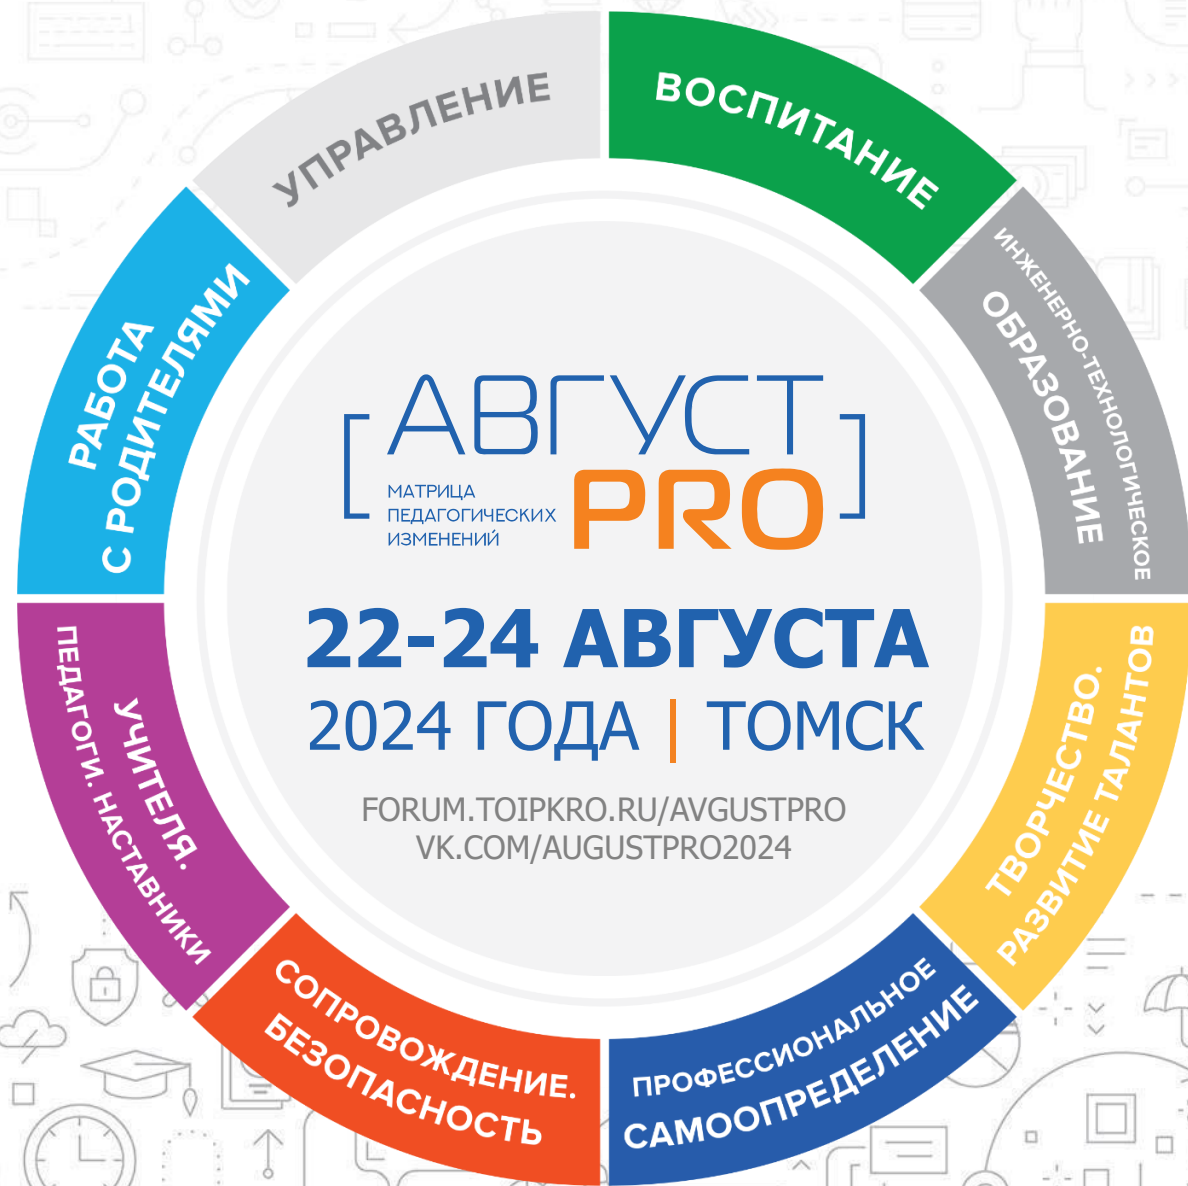 УПРАВЛЕНИЕ
ВОСПИТАНИЕ
ИНЖЕНЕРНО-ТЕХНОЛОГИЧЕСКОЕ
ОБРАЗОВАНИЕ
ТВОРЧЕСТВО.
РАЗВИТИЕ ТАЛАНТОВ
ПРОФЕССИОНАЛЬНОЕ
САМООПРЕДЕЛЕНИЕ
СОПРОВОЖДЕНИЕ.
БЕЗОПАСНОСТЬ
УЧИТЕЛЯ.
ПЕДАГОГИ. НАСТАВНИКИ
РАБОТА
С РОДИТЕЛЯМИ
[АВГУСТ
PRO]
МАТРИЦА
ПЕДАГОГИЧЕСКИХ
ИЗМЕНЕНИЙ
22-24 АВГУСТА
2024 ГОДА | ТОМСК
FORUM.TOIPKRO.RU/AVGUSTPRO
VK.COM/AUGUSTPRO2024